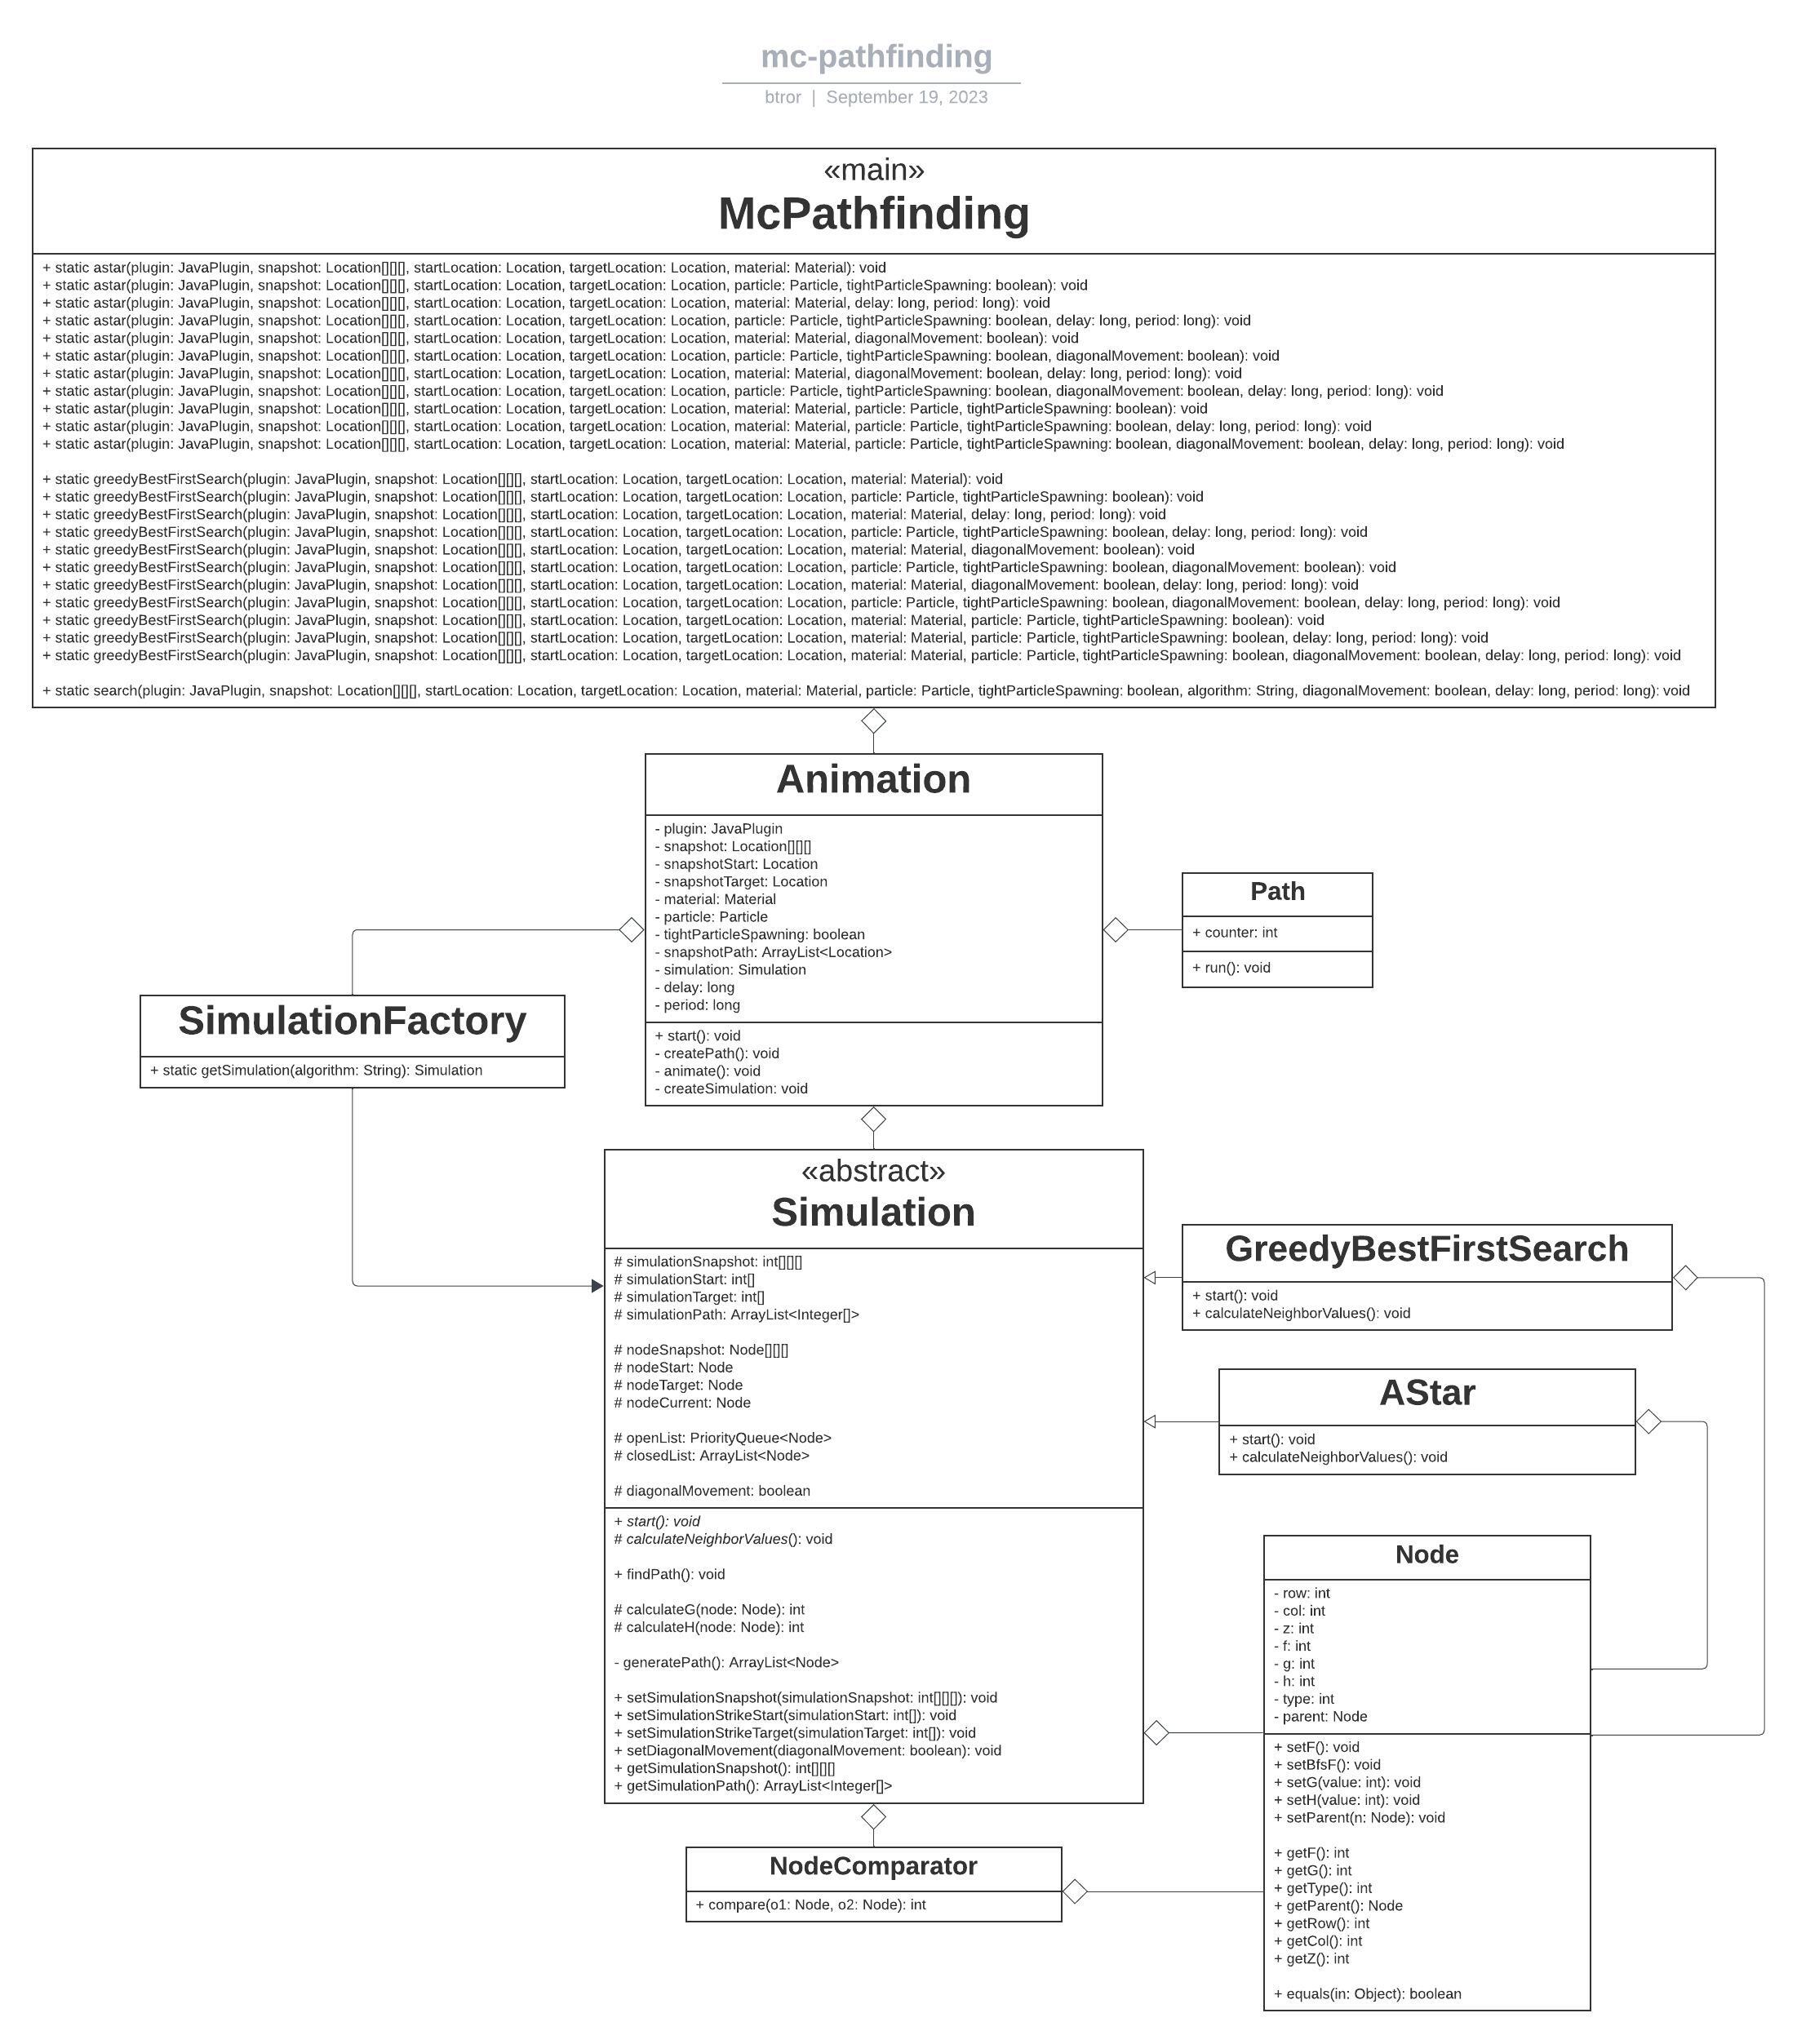 mc-pathfinding
btror | September 19, 2023
«main»
McPathfinding
+ static astar(plugin: JavaPlugin, snapshot: Location[][][], startLocation: Location, targetLocation: Location, material: Material): void
+ static astar(plugin: JavaPlugin, snapshot: Location[][][], startLocation: Location, targetLocation: Location, particle: Particle, tightParticleSpawning: boolean): void
+ static astar(plugin: JavaPlugin, snapshot: Location[][][], startLocation: Location, targetLocation: Location, material: Material, delay: long, period: long): void
+ static astar(plugin: JavaPlugin, snapshot: Location[][][], startLocation: Location, targetLocation: Location, particle: Particle, tightParticleSpawning: boolean, delay: long, period: long): void
+ static astar(plugin: JavaPlugin, snapshot: Location[][][], startLocation: Location, targetLocation: Location, material: Material, diagonalMovement: boolean): void
+ static astar(plugin: JavaPlugin, snapshot: Location[][][], startLocation: Location, targetLocation: Location, particle: Particle, tightParticleSpawning: boolean, diagonalMovement: boolean): void
+ static astar(plugin: JavaPlugin, snapshot: Location[][][], startLocation: Location, targetLocation: Location, material: Material, diagonalMovement: boolean, delay: long, period: long): void
+ static astar(plugin: JavaPlugin, snapshot: Location[][][], startLocation: Location, targetLocation: Location, particle: Particle, tightParticleSpawning: boolean, diagonalMovement: boolean, delay: long, period: long): void
+ static astar(plugin: JavaPlugin, snapshot: Location[][][], startLocation: Location, targetLocation: Location, material: Material, particle: Particle, tightParticleSpawning: boolean): void
+ static astar(plugin: JavaPlugin, snapshot: Location[][][], startLocation: Location, targetLocation: Location, material: Material, particle: Particle, tightParticleSpawning: boolean, delay: long, period: long): void
+ static astar(plugin: JavaPlugin, snapshot: Location[][][], startLocation: Location, targetLocation: Location, material: Material, particle: Particle, tightParticleSpawning: boolean, diagonalMovement: boolean, delay: long, period: long): void
+ static greedyBestFirstSearch(plugin: JavaPlugin, snapshot: Location[][][], startLocation: Location, targetLocation: Location, material: Material): void
+ static greedyBestFirstSearch(plugin: JavaPlugin, snapshot: Location[][][], startLocation: Location, targetLocation: Location, particle: Particle, tightParticleSpawning: boolean): void
+ static greedyBestFirstSearch(plugin: JavaPlugin, snapshot: Location[][][], startLocation: Location, targetLocation: Location, material: Material, delay: long, period: long): void
+ static greedyBestFirstSearch(plugin: JavaPlugin, snapshot: Location[][][], startLocation: Location, targetLocation: Location, particle: Particle, tightParticleSpawning: boolean, delay: long, period: long): void
+ static greedyBestFirstSearch(plugin: JavaPlugin, snapshot: Location[][][], startLocation: Location, targetLocation: Location, material: Material, diagonalMovement: boolean): void
+ static greedyBestFirstSearch(plugin: JavaPlugin, snapshot: Location[][][], startLocation: Location, targetLocation: Location, particle: Particle, tightParticleSpawning: boolean, diagonalMovement: boolean): void
+ static greedyBestFirstSearch(plugin: JavaPlugin, snapshot: Location[][][], startLocation: Location, targetLocation: Location, material: Material, diagonalMovement: boolean, delay: long, period: long): void
+ static greedyBestFirstSearch(plugin: JavaPlugin, snapshot: Location[][][], startLocation: Location, targetLocation: Location, particle: Particle, tightParticleSpawning: boolean, diagonalMovement: boolean, delay: long, period: long): void
+ static greedyBestFirstSearch(plugin: JavaPlugin, snapshot: Location[][][], startLocation: Location, targetLocation: Location, material: Material, particle: Particle, tightParticleSpawning: boolean): void
+ static greedyBestFirstSearch(plugin: JavaPlugin, snapshot: Location[][][], startLocation: Location, targetLocation: Location, material: Material, particle: Particle, tightParticleSpawning: boolean, delay: long, period: long): void
+ static greedyBestFirstSearch(plugin: JavaPlugin, snapshot: Location[][][], startLocation: Location, targetLocation: Location, material: Material, particle: Particle, tightParticleSpawning: boolean, diagonalMovement: boolean, delay: long, period: long): void
+ static search(plugin: JavaPlugin, snapshot: Location[][][], startLocation: Location, targetLocation: Location, material: Material, particle: Particle, tightParticleSpawning: boolean, algorithm: String, diagonalMovement: boolean, delay: long, period: long): void
Animation
- plugin: JavaPlugin
- snapshot: Location[][][]
- snapshotStart: Location
- snapshotTarget: Location
- material: Material
- particle: Particle
- tightParticleSpawning: boolean
- snapshotPath: ArrayList<Location>
- simulation: Simulation
- delay: long
- period: long
+ start(): void
- createPath(): void
- animate(): void
- createSimulation: void
Path
+ counter: int
+ run(): void
SimulationFactory
+ static getSimulation(algorithm: String): Simulation
«abstract»
Simulation
# simulationSnapshot: int[][][]
# simulationStart: int[]
# simulationTarget: int[]
# simulationPath: ArrayList<Integer[]>
# nodeSnapshot: Node[][][]
# nodeStart: Node
# nodeTarget: Node
# nodeCurrent: Node
# openList: PriorityQueue<Node>
# closedList: ArrayList<Node>
# diagonalMovement: boolean
+ start(): void
# calculateNeighborValues(): void
+ findPath(): void
# calculateG(node: Node): int
# calculateH(node: Node): int
- generatePath(): ArrayList<Node>
+ setSimulationSnapshot(simulationSnapshot: int[][][]): void
+ setSimulationStrikeStart(simulationStart: int[]): void
+ setSimulationStrikeTarget(simulationTarget: int[]): void
+ setDiagonalMovement(diagonalMovement: boolean): void
+ getSimulationSnapshot(): int[][][]
+ getSimulationPath(): ArrayList<Integer[]>
GreedyBestFirstSearch
+ start(): void
+ calculateNeighborValues(): void
AStar
+ start(): void
+ calculateNeighborValues(): void
Node
- row: int
- col: int
- z: int
- f: int
- g: int
- h: int
- type: int
- parent: Node
+ setF(): void
+ setBfsF(): void
+ setG(value: int): void
+ setH(value: int): void
+ setParent(n: Node): void
+ getF(): int
+ getG(): int
+ getType(): int
+ getParent(): Node
+ getRow(): int
+ getCol(): int
+ getZ(): int
+ equals(in: Object): boolean
NodeComparator
+ compare(o1: Node, o2: Node): int